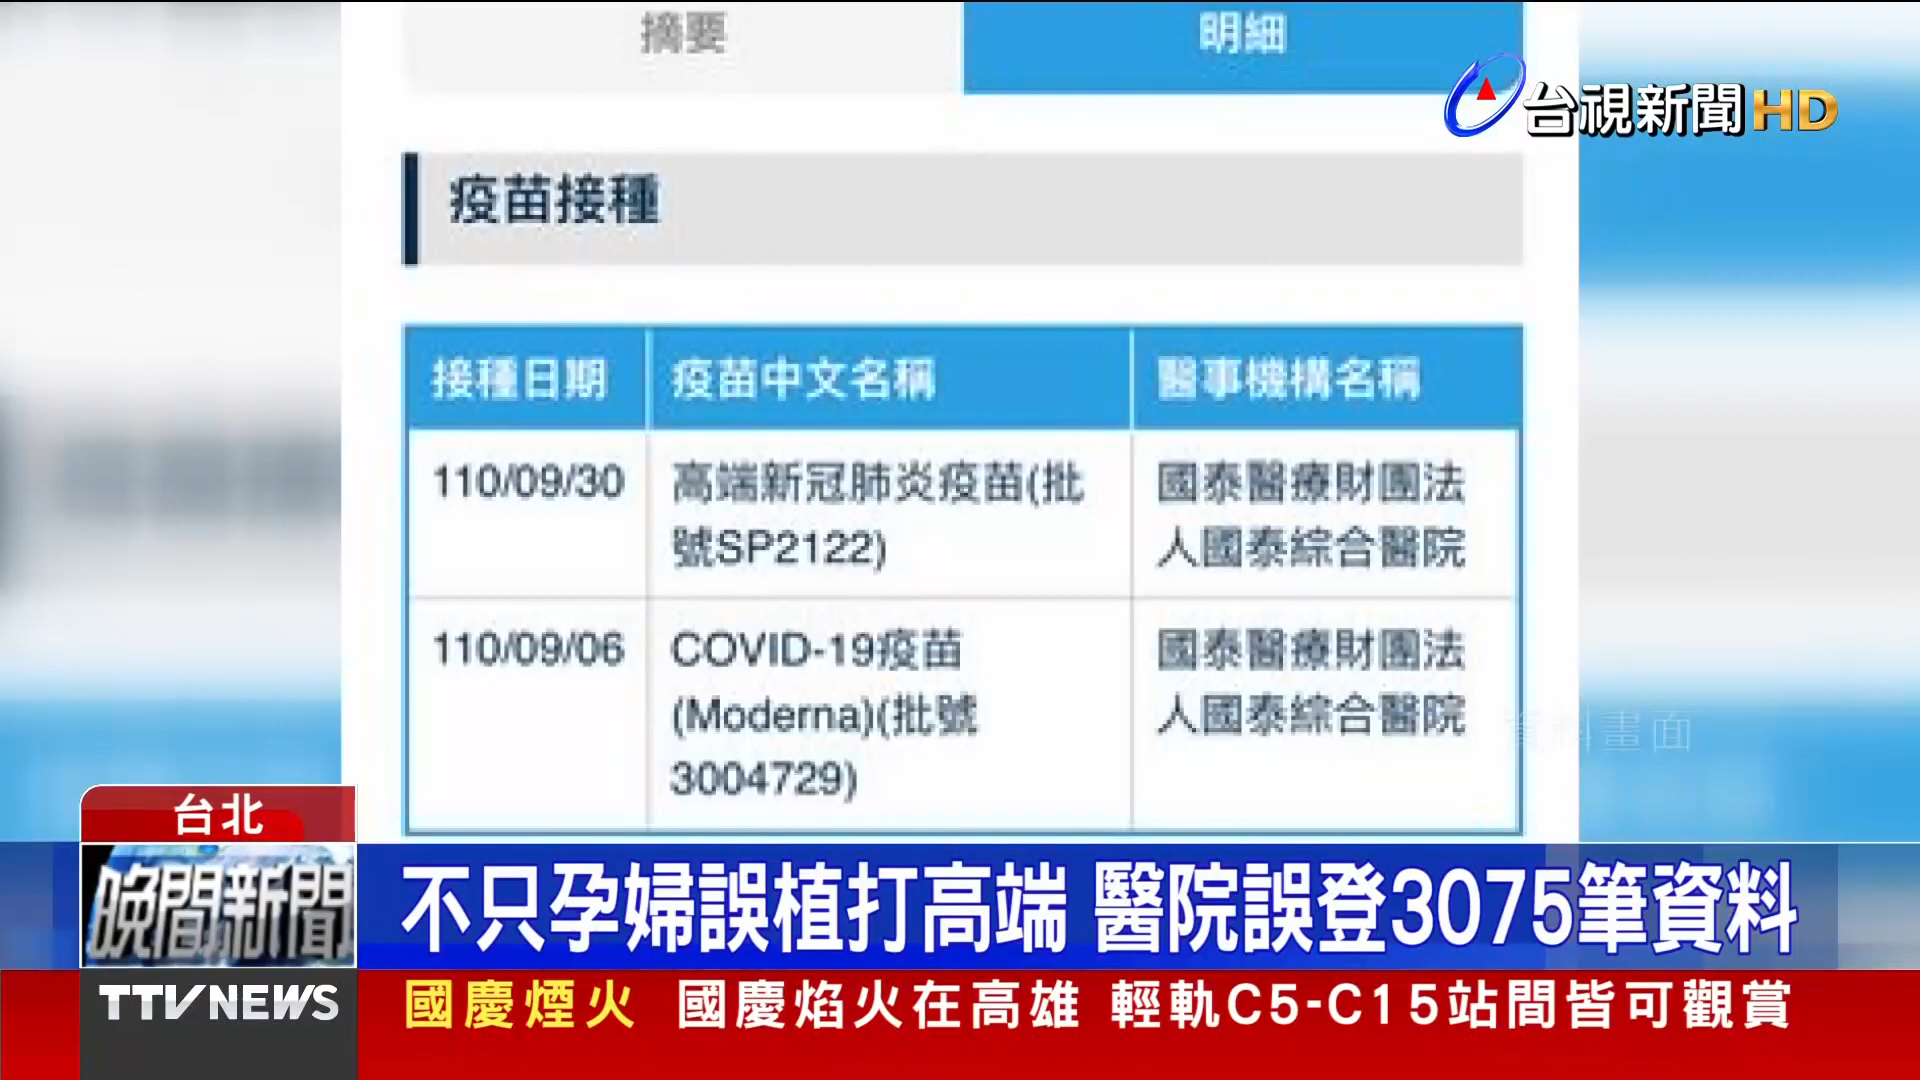 摘要
明細
台視新聞HD
疫苗接種
接種日期
疫苗中文名稱
醫事機構名稱
110/09/30
高端新冠肺炎疫苗(批
號SP2122)
國泰醫療財團法
人國泰綜合醫院
110/09/06
COVID-19疫苗
(Moderna)(批號
3004729)
國泰醫療財團法
人國泰綜合醫院
資料畫面
台北
晚間新聞
不只孕婦誤植打高端 醫院誤登3075筆資料
TTV NEWS
國慶煙火 國慶焰火在高雄 輕軌C5-C15站間皆可觀賞